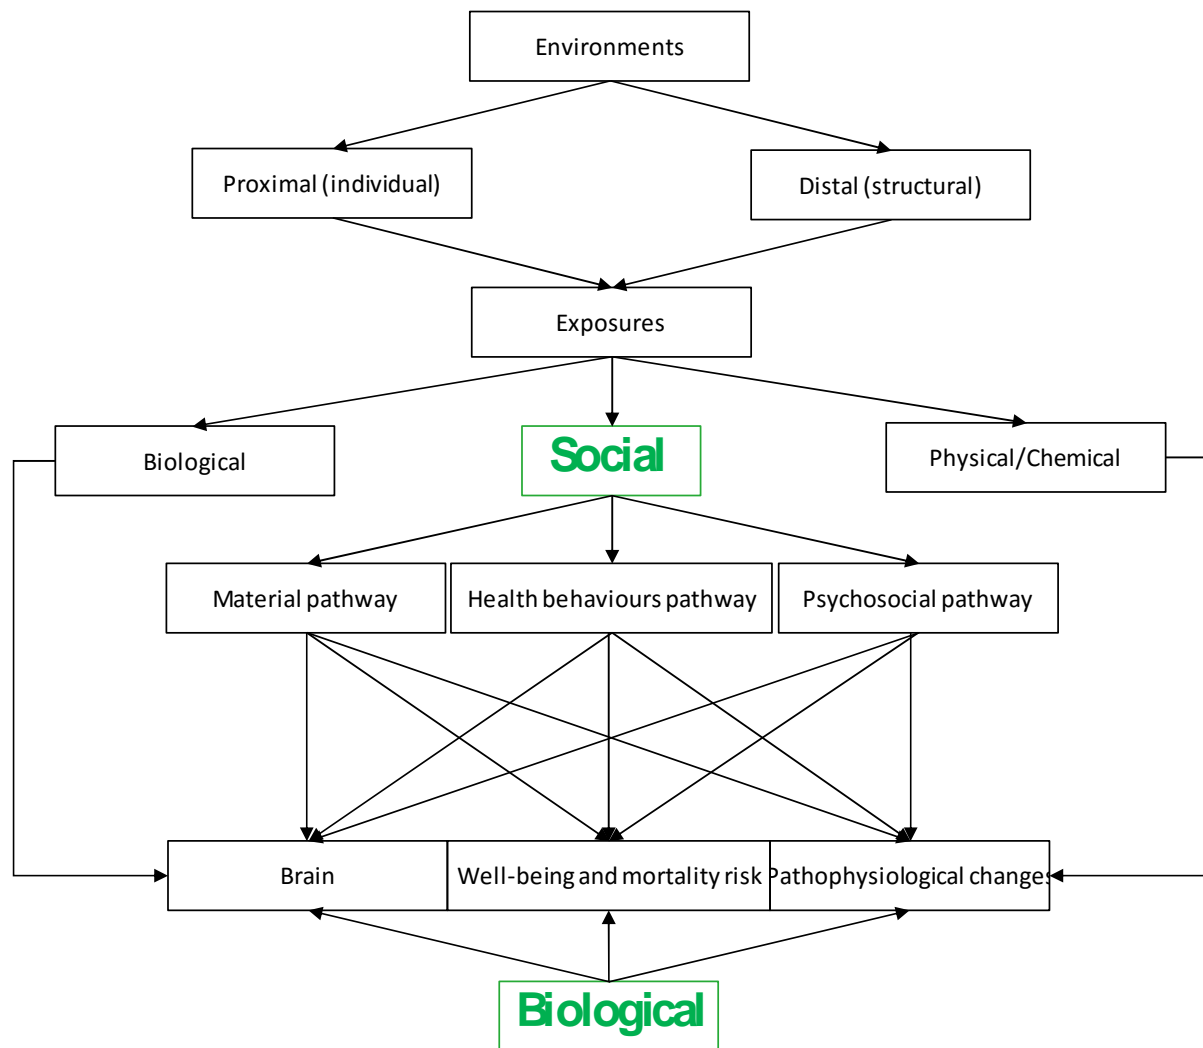 Environments
Proximal (individual)
Distal (structural)
Exposures
Biological
Social
Physical/Chemical
Material pathway
Health behaviours pathway
Psychosocial pathway
Brain
Well-being and mortality risk
Pathophysiological changes
Biological